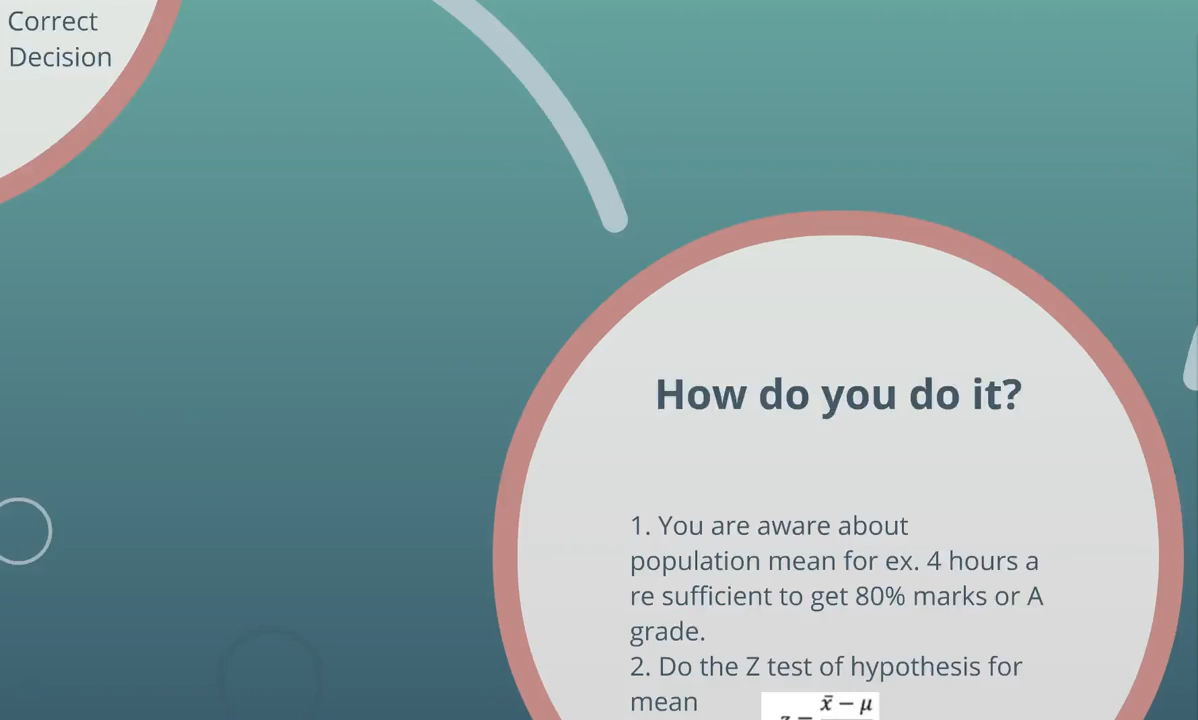 Correct
Decision
How do you do it?
1. You are aware about
population mean for ex. 4 hours a
re sufficient to get 80% marks or A
grade.
2. Do the Z test of hypothesis for
mean
z = x̄ − μ